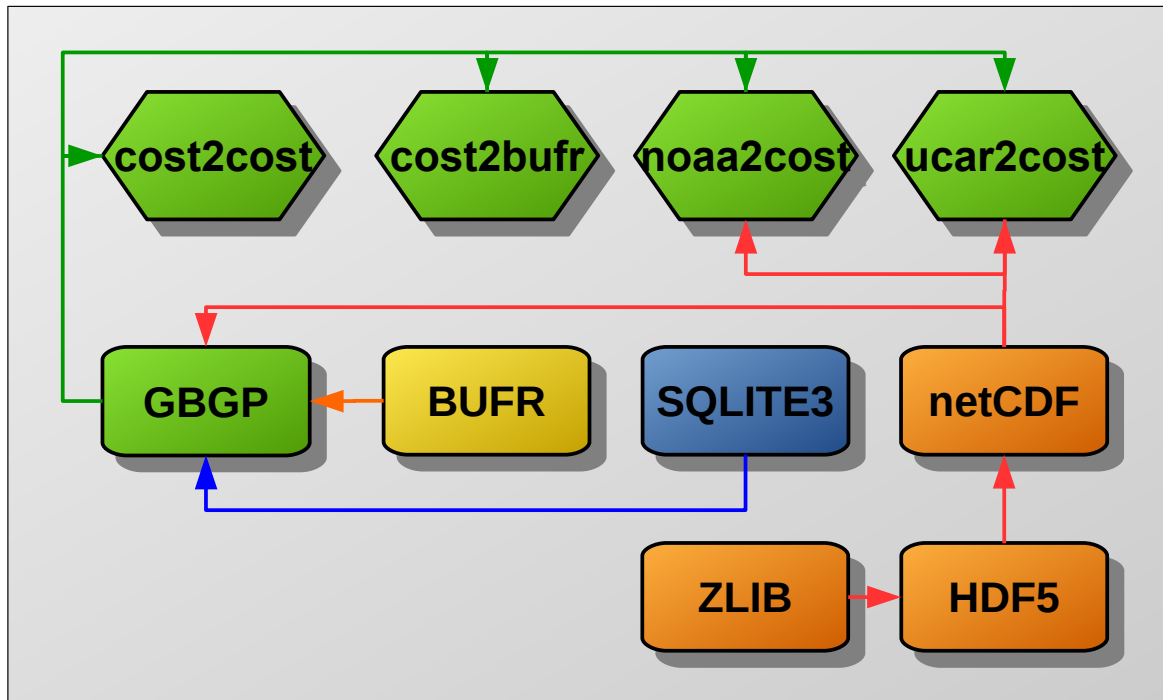 cost2cost
cost2bufr
noaa2cost
ucar2cost
GBGP
BUFR
SQLITE3
netCDF
ZLIB
HDF5